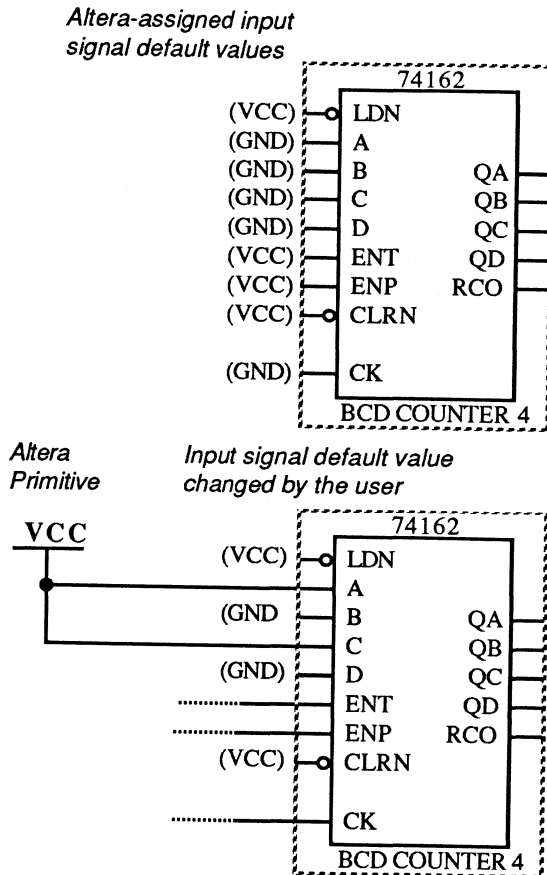 Altera-assigned input
signal default values
74162
(VCC) LDN
(GND) A
(GND) B QA
(GND) C QB
(GND) D QC
(VCC) ENT QD
(VCC) ENP RCO
(VCC) CLRN
(GND) CK
BCD COUNTER 4
Altera
Primitive
Input signal default value
changed by the user
VCC
74162
(VCC) LDN
A
(GND B QA
C QB
(GND) D QC
ENT QD
ENP RCO
(VCC) CLRN
CK
BCD COUNTER 4